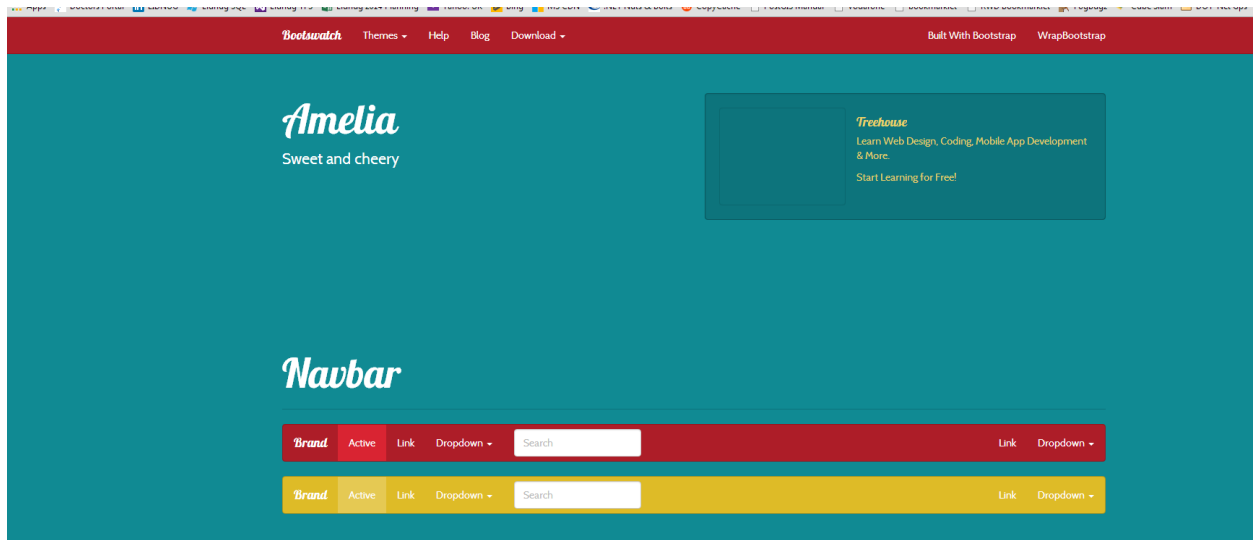 Bootswatch Themes Help Blog Download Built With Bootstrap WrapBootstrap
Amelia
Sweet and cheery
Treehouse
Learn Web Design, Coding, Mobile App Development
& More.
Start Learning for Free!
Navbar
Brand Active Link Dropdown Search Link Dropdown
Brand Active Link Dropdown Search Link Dropdown